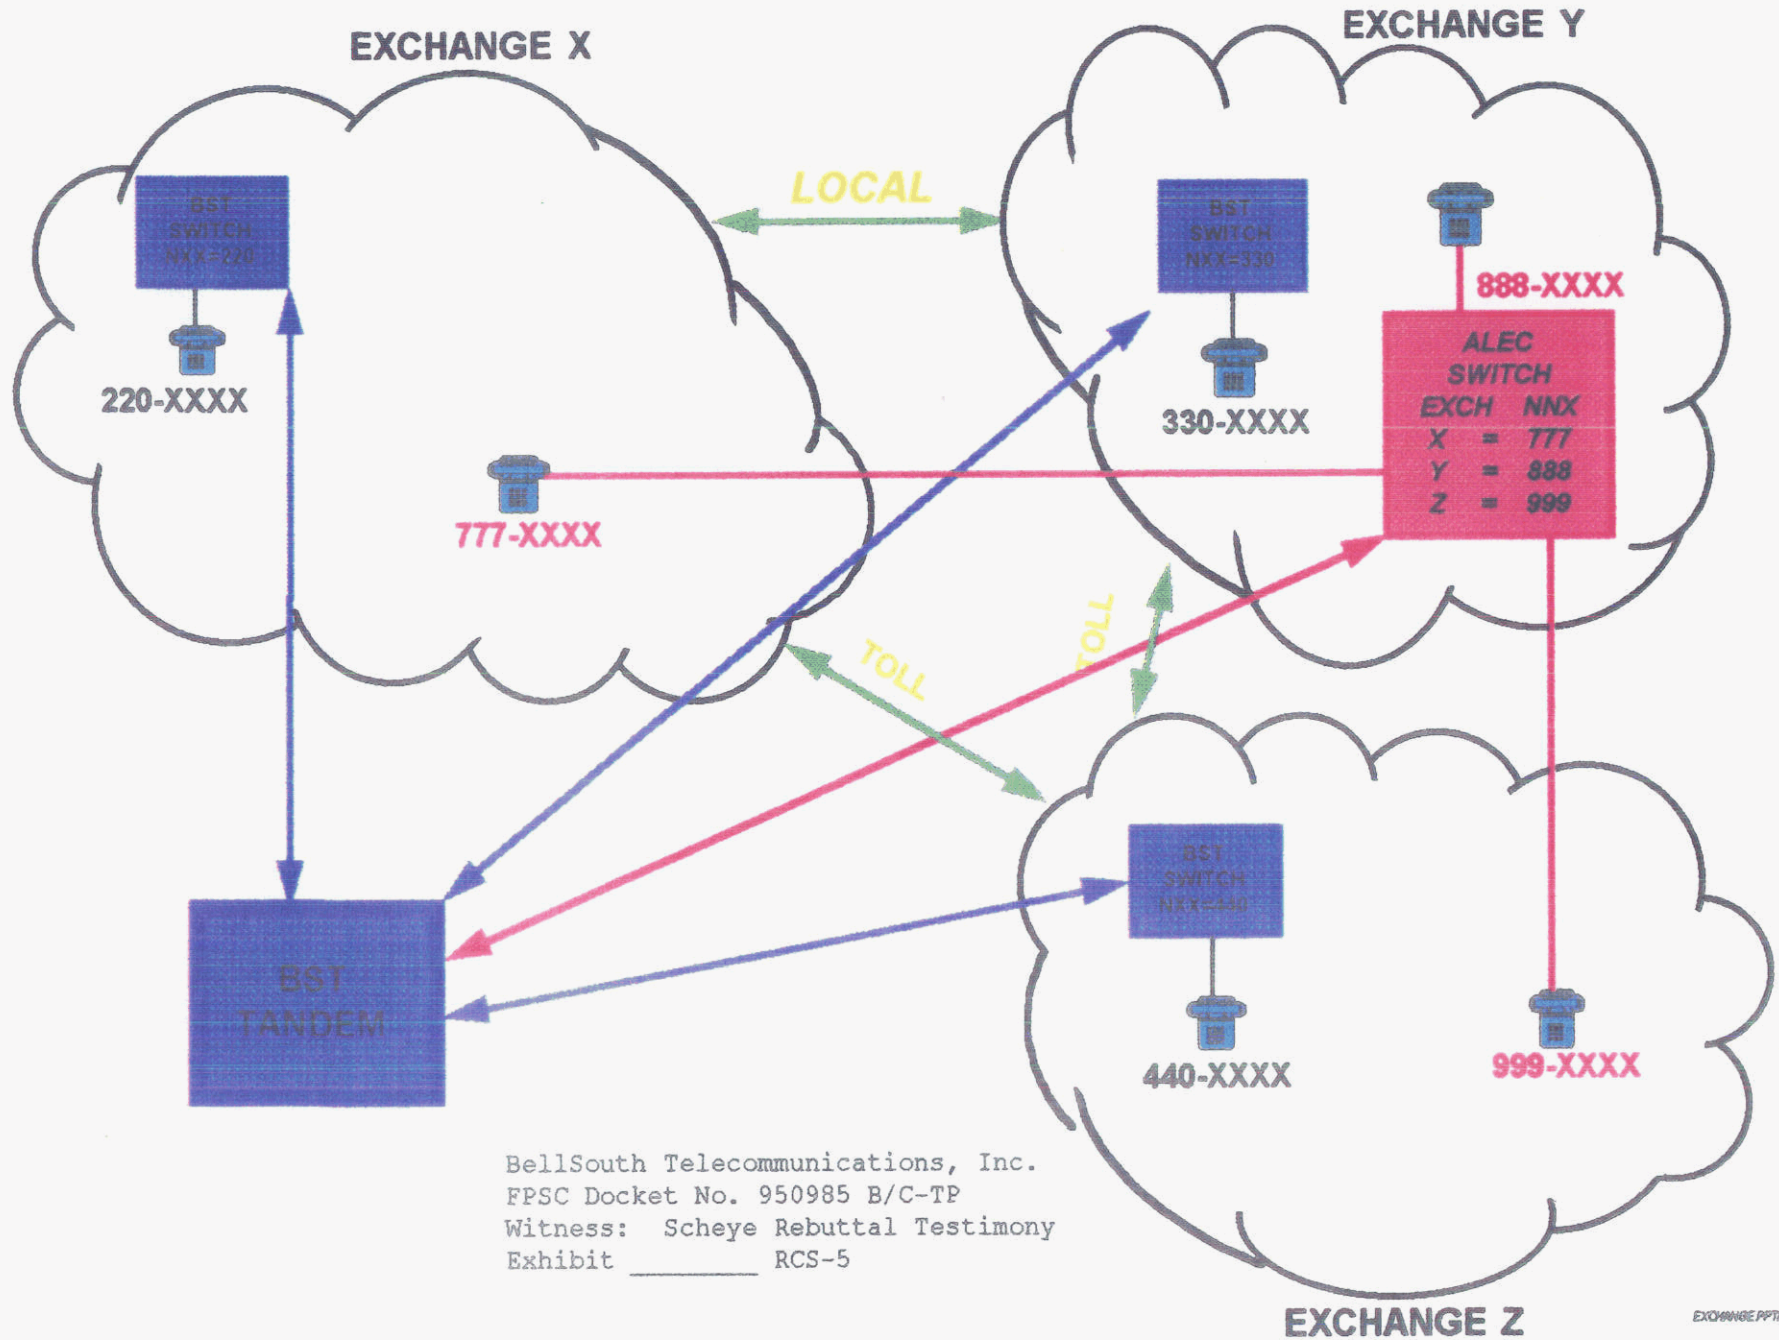 EXCHANGE X
EXCHANGE Y
LOCAL
BST
SWITCH
NXX=220
220-XXXX
777-XXXX
BST
SWITCH
NXX=330
330-XXXX
888-XXXX
ALEC
SWITCH
EXCH NNX
X = 777
Y = 888
Z = 999
TOLL
TOLL
BST
TANDEM
BST
SWITCH
NXX=440
440-XXXX
999-XXXX
BellSouth Telecommunications, Inc.
FPSC Docket No. 950985 B/C-TP
Witness: Scheye Rebuttal Testimony
Exhibit ________ RCS-5
EXCHANGE Z